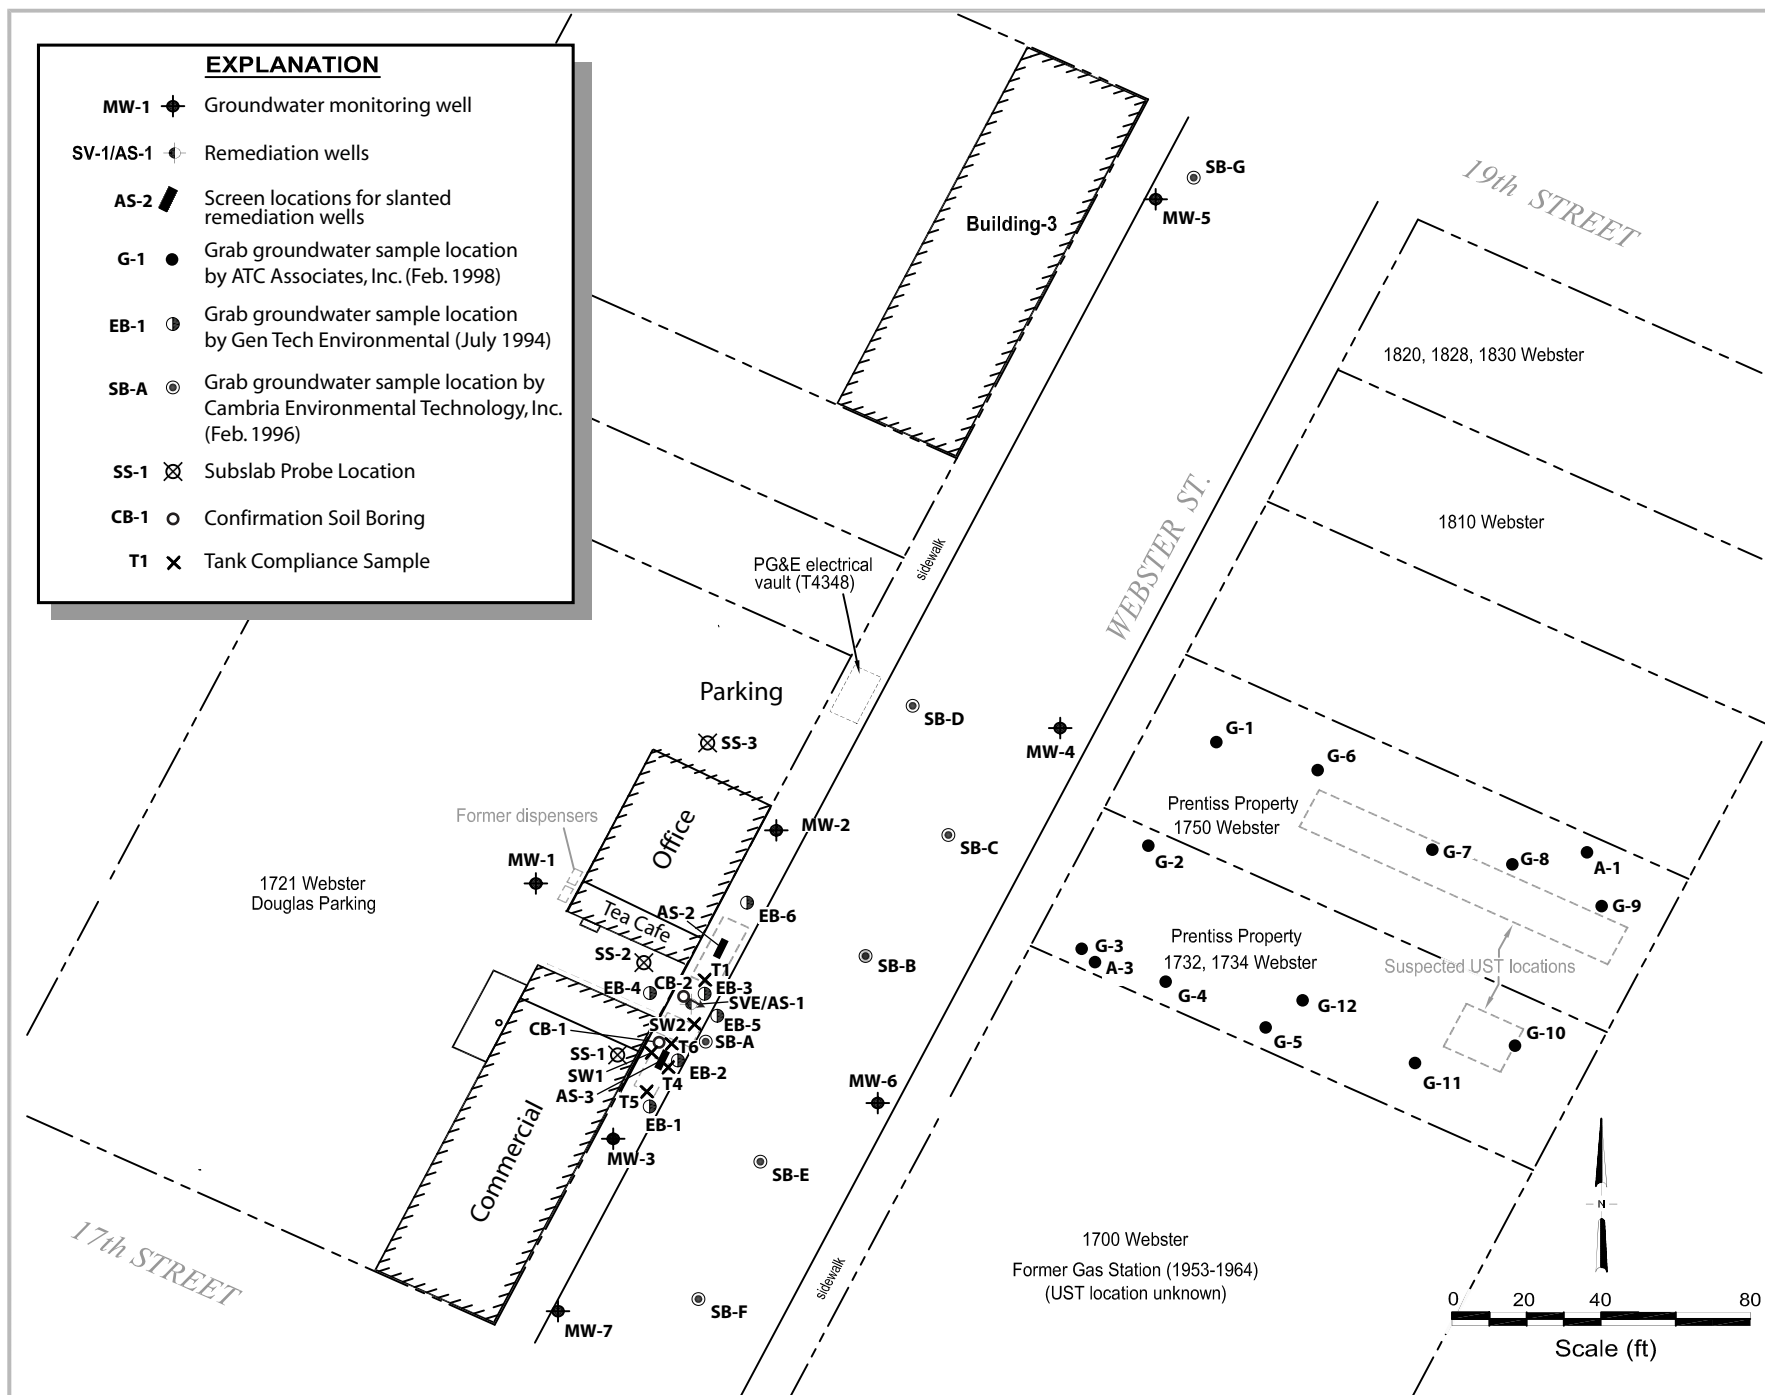 EXPLANATION
MW-1 Groundwater monitoring well
SV-1/AS-1 Remediation wells
AS-2 Screen locations for slanted
remediation wells
G-1 Grab groundwater sample location
by ATC Associates, Inc. (Feb. 1998)
EB-1 Grab groundwater sample location
by Gen Tech Environmental (July 1994)
SB-A Grab groundwater sample location by
Cambria Environmental Technology, Inc.
(Feb. 1996)
SS-1 Subslab Probe Location
CB-1 Confirmation Soil Boring
T1 Tank Compliance Sample
SB-G
MW-5
Building-3
19th STREET
1820, 1828, 1830 Webster
1810 Webster
WEBSTER ST.
sidewalk
PG&E electrical
vault (T4348)
Parking
SS-3
SB-D
MW-4
G-1
G-6
Former dispensers
Office
MW-2
MW-1
SB-C
Prentiss Property
1750 Webster
G-2
G-7
G-8
A-1
G-9
1721 Webster
Douglas Parking
Tea Cafe
AS-2
EB-6
SS-2
T1
EB-4
CB-2
EB-3
SVE/AS-1
SB-B
G-3
A-3
Prentiss Property
1732, 1734 Webster
Suspected UST locations
G-4
G-12
G-5
G-10
G-11
CB-1
SW2
EB-5
SS-1
T6
SB-A
SW1
EB-2
AS-3
T4
T5
EB-1
MW-6
MW-3
Commercial
SB-E
17th STREET
MW-7
SB-F
sidewalk
1700 Webster
Former Gas Station (1953-1964)
(UST location unknown)
N
0 20 40 80
Scale (ft)